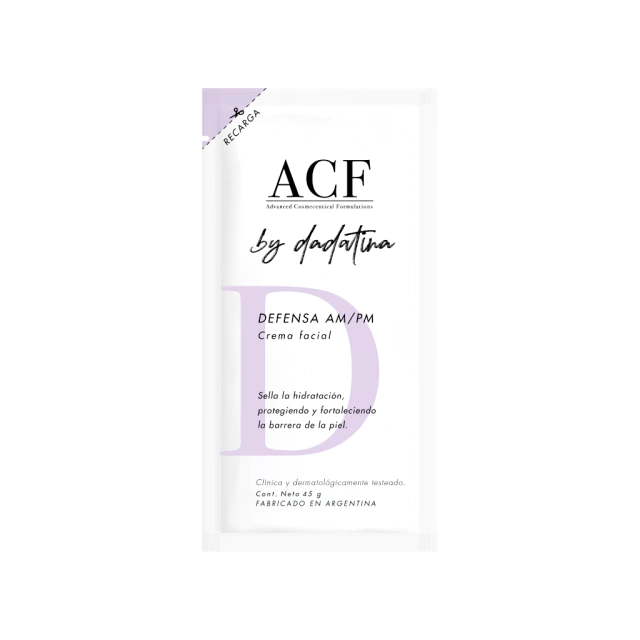 RECARGA
ACF
Advanced Cosmeceutical Formulations
by dadatina
D
DEFENSA AM/PM
Crema facial
Sella la hidratación,
protegiendo y fortaleciendo
la barrera de la piel.
Clínica y dermatológicamente testeado.
Cont. Neto 45 g
FABRICADO EN ARGENTINA